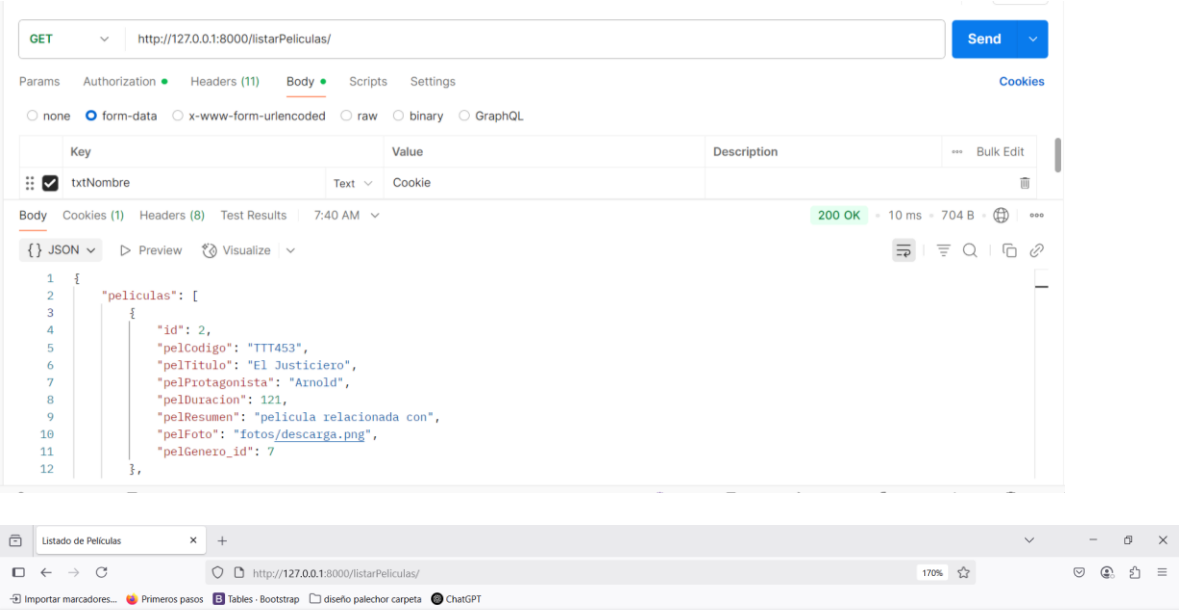 GET http://127.0.0.1:8000/listarPeliculas/ Send
Params Authorization Headers (11) Body Scripts Settings Cookies
none form-data x-www-form-urlencoded raw binary GraphQL
Key Value Description Bulk Edit
txtNombre Text Cookie
Body Cookies (1) Headers (8) Test Results 7:40 AM 200 OK 10 ms 704 B
{} JSON Preview Visualize
1 {
2 "peliculas": [
3 {
4 "id": 2,
5 "pelCodigo": "TTT453",
6 "pelTitulo": "El Justiciero",
7 "pelProtagonista": "Arnold",
8 "pelDuracion": 121,
9 "pelResumen": "pelicula relacionada con",
10 "pelFoto": "fotos/descarga.png",
11 "pelGenero_id": 7
12 },
Listado de Películas
http://127.0.0.1:8000/listarPeliculas/ 170%
Importar marcadores... Primeros pasos Tables · Bootstrap diseño palechor carpeta ChatGPT